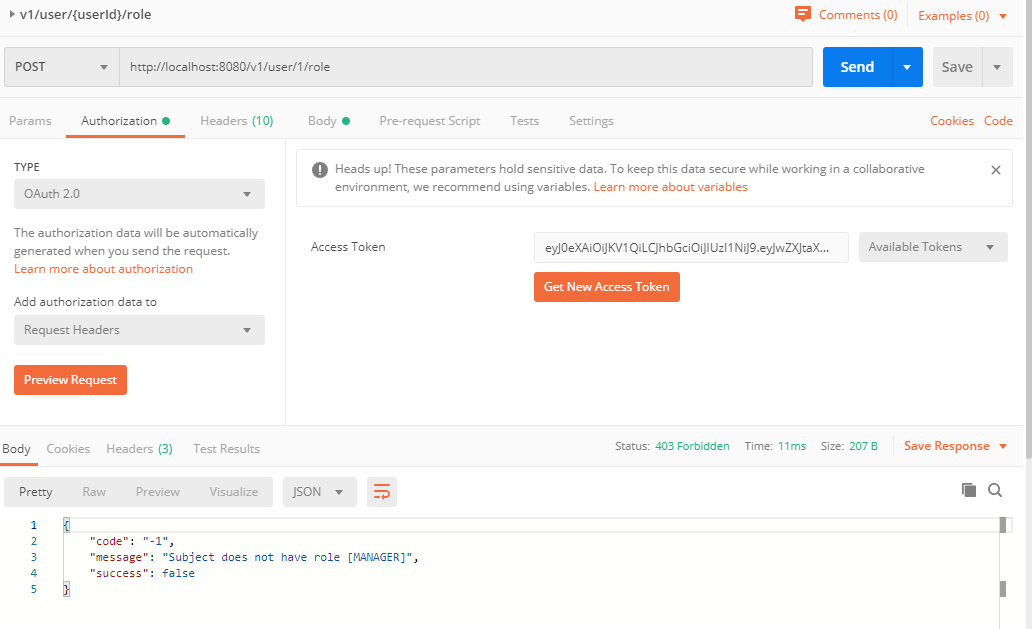 v1/user/{userId}/role
Comments (0)
Examples (0)
POST
http://localhost:8080/v1/user/1/role
Send
Save
Params
Authorization
Headers (10)
Body
Pre-request Script
Tests
Settings
Cookies
Code
TYPE
OAuth 2.0
The authorization data will be automatically
generated when you send the request.
Learn more about authorization
Add authorization data to
Request Headers
Preview Request
Heads up! These parameters hold sensitive data. To keep this data secure while working in a collaborative
environment, we recommend using variables. Learn more about variables
Access Token
eyJ0eXAiOiJKV1QiLCJhbGciOiJIUzI1NiJ9.eyJwZXJtaX...
Available Tokens
Get New Access Token
Body
Cookies
Headers (3)
Test Results
Status: 403 Forbidden
Time: 11ms
Size: 207 B
Save Response
Pretty
Raw
Preview
Visualize
JSON
1 {
2 "code": "-1",
3 "message": "Subject does not have role [MANAGER]",
4 "success": false
5 }